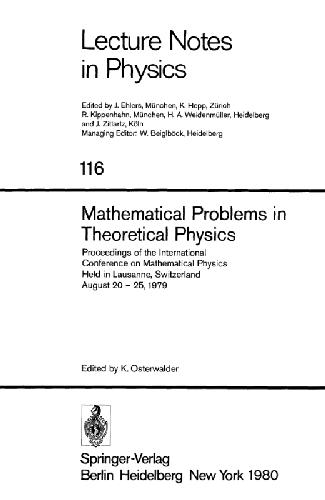 Lecture Notes
in Physics
Edited by J. Ehlers, München, K. Hepp, Zürich
R. Kippenhahn, München, H. A. Weidenmüller, Heidelberg
and J. Zittartz, Köln
Managing Editor: W. Beiglböck, Heidelberg
116
Mathematical Problems in
Theoretical Physics
Proceedings of the International
Conference on Mathematical Physics
Held in Lausanne, Switzerland
August 20 – 25, 1979
Edited by K. Osterwalder
Springer-Verlag
Berlin Heidelberg New York 1980